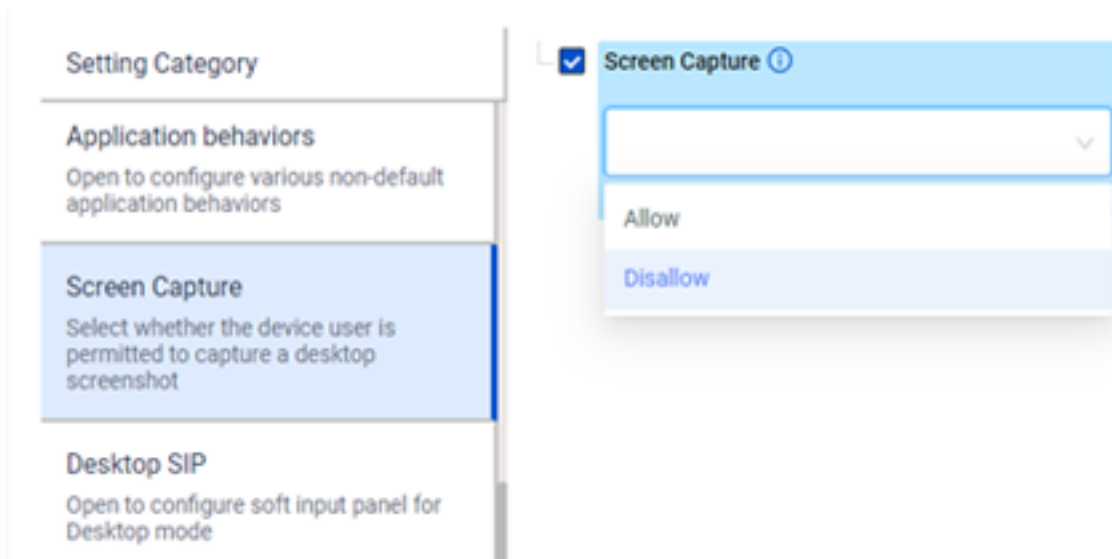 Setting Category
Application behaviors
Open to configure various non-default
application behaviors
Screen Capture
Select whether the device user is
permitted to capture a desktop
screenshot
Desktop SIP
Open to configure soft input panel for
Desktop mode
Screen Capture
Allow
Disallow